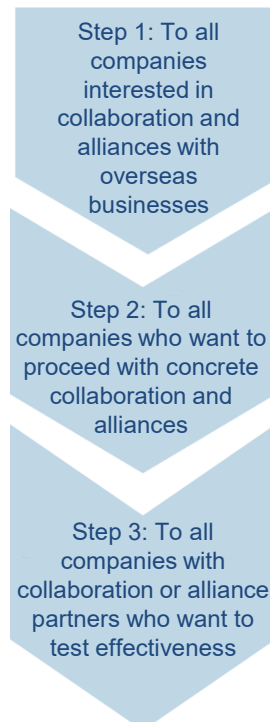 Step 1: To all
companies
interested in
collaboration and
alliances with
overseas
businesses
Step 2: To all
companies who want to
proceed with concrete
collaboration and
alliances
Step 3: To all
companies with
collaboration or alliance
partners who want to
test effectiveness